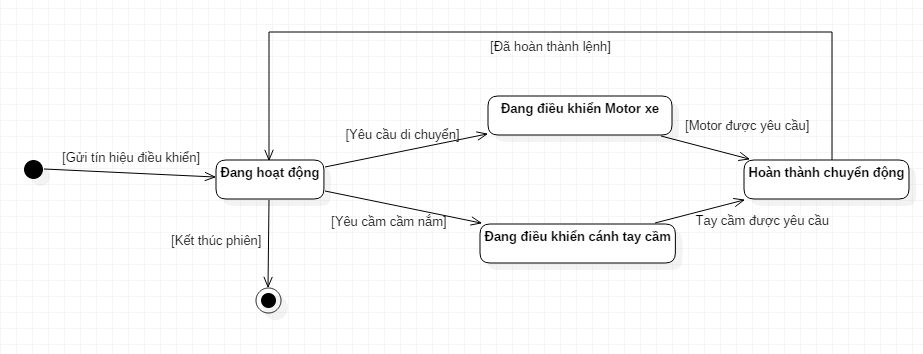 [Đã hoàn thành lệnh]
Đang điều khiển Motor xe
[Yêu cầu di chuyển]
[Motor được yêu cầu]
[Gửi tín hiệu điều khiển]
Đang hoạt động
Hoàn thành chuyển động
[Yêu cầm cầm nắm]
Tay cầm được yêu cầu
Đang điều khiển cánh tay cầm
[Kết thúc phiên]